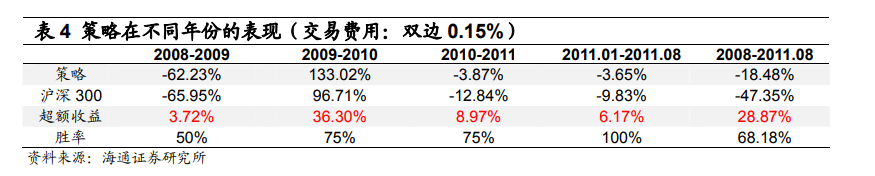 表 4 策略在不同年份的表现（交易费用：双边 0.15%）
2008-2009 2009-2010 2010-2011 2011.01-2011.08 2008-2011.08
策略 -62.23% 133.02% -3.87% -3.65% -18.48%
沪深 300 -65.95% 96.71% -12.84% -9.83% -47.35%
超额收益 3.72% 36.30% 8.97% 6.17% 28.87%
胜率 50% 75% 75% 100% 68.18%
资料来源：海通证券研究所